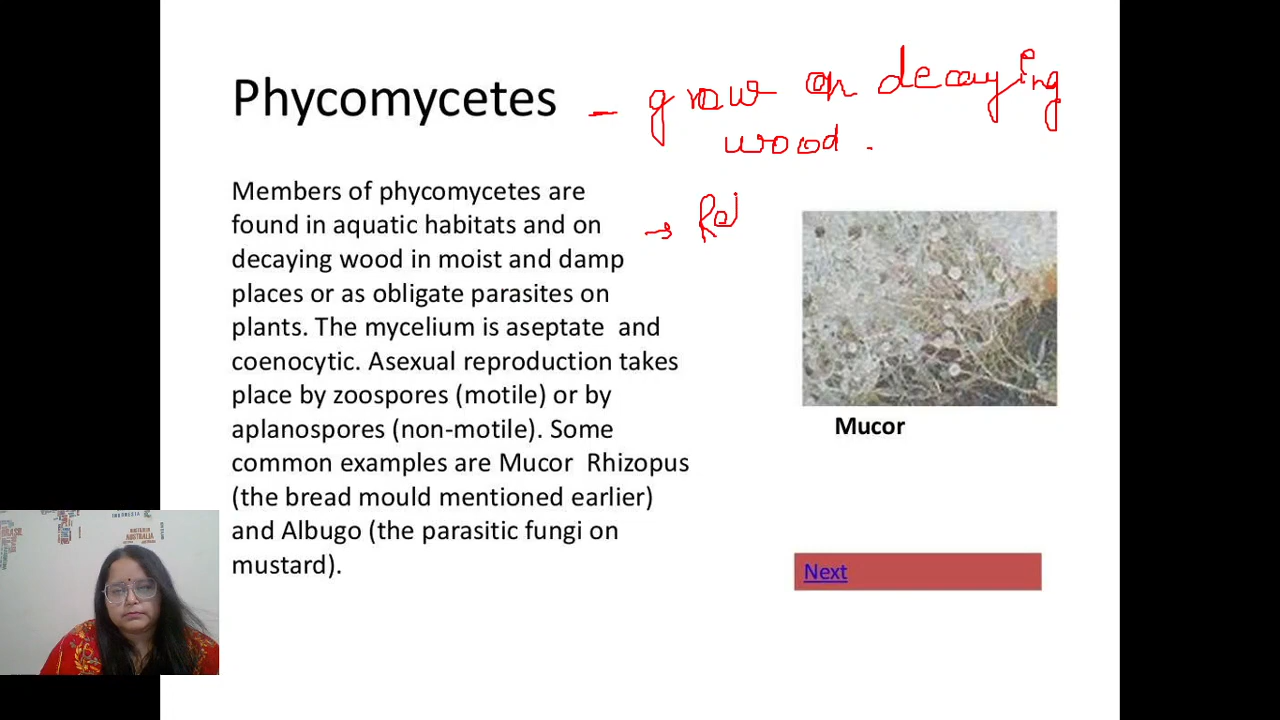 Phycomycetes
- grow on decaying
wood.
Members of phycomycetes are
found in aquatic habitats and on
decaying wood in moist and damp
places or as obligate parasites on
plants. The mycelium is aseptate and
coenocytic. Asexual reproduction takes
place by zoospores (motile) or by
aplanospores (non-motile). Some
common examples are Mucor Rhizopus
(the bread mould mentioned earlier)
and Albugo (the parasitic fungi on
mustard).
Mucor
Next
AUSTRALIA